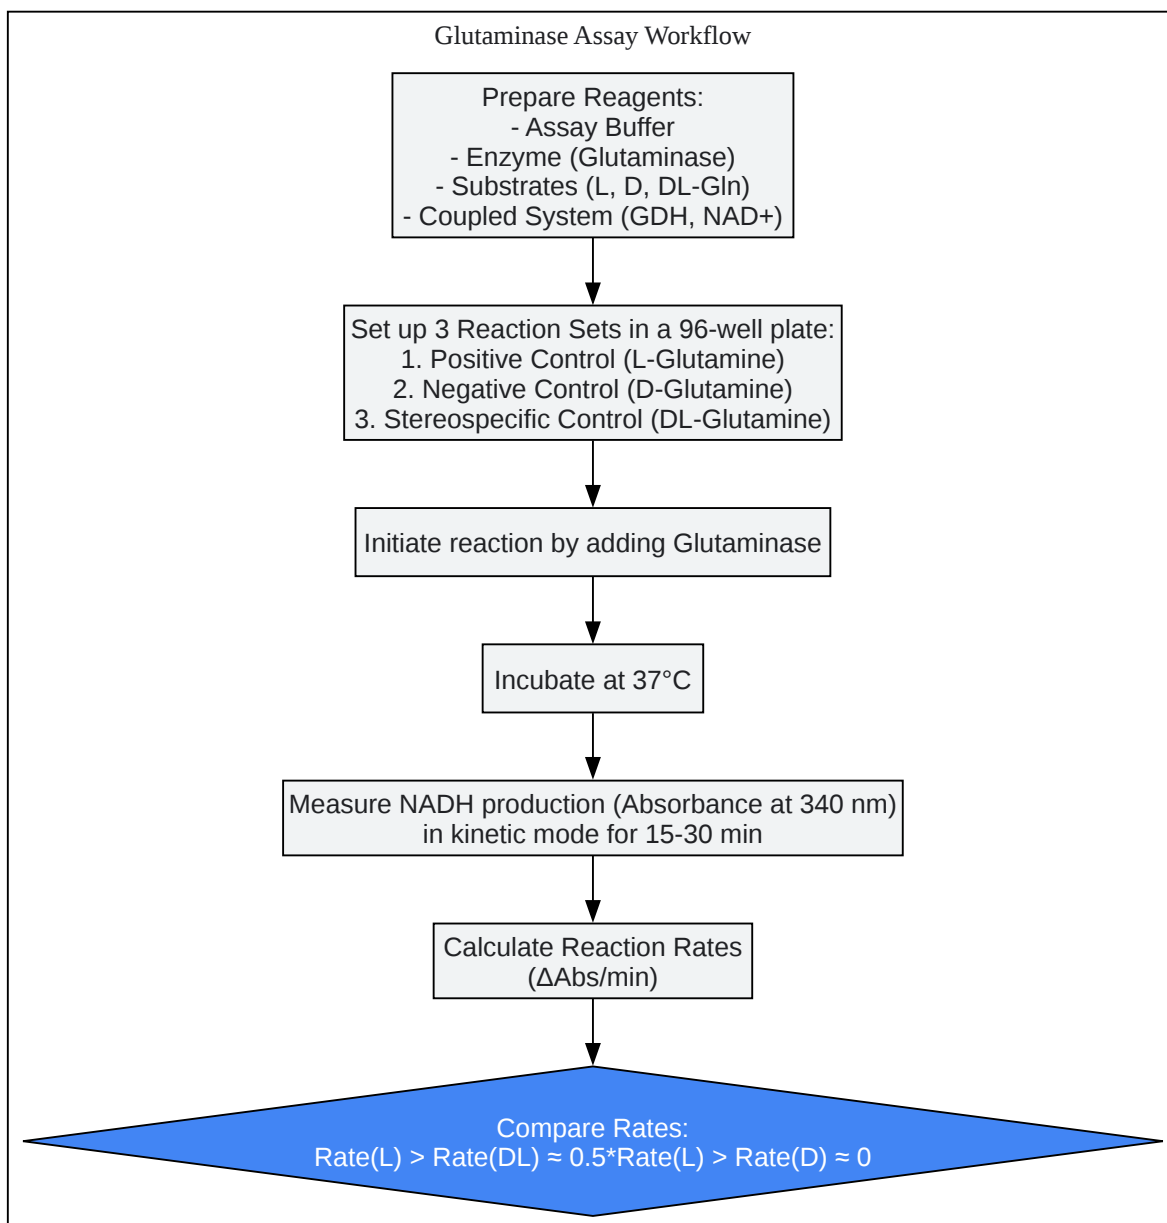 Glutaminase Assay Workflow
Prepare Reagents:
- Assay Buffer
- Enzyme (Glutaminase)
- Substrates (L, D, DL-Gln)
- Coupled System (GDH, NAD+)
Set up 3 Reaction Sets in a 96-well plate:
1. Positive Control (L-Glutamine)
2. Negative Control (D-Glutamine)
3. Stereospecific Control (DL-Glutamine)
Initiate reaction by adding Glutaminase
Incubate at 37°C
Measure NADH production (Absorbance at 340 nm)
in kinetic mode for 15-30 min
Calculate Reaction Rates
(ΔAbs/min)
Compare Rates:
Rate(L) > Rate(DL) ≈ 0.5*Rate(L) > Rate(D) ≈ 0